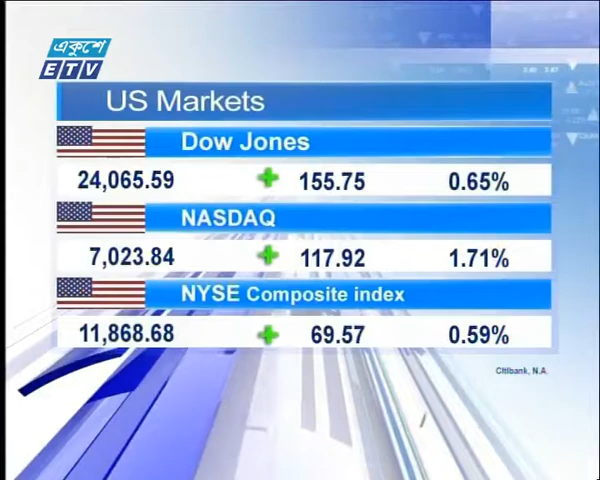 একুশে
ETV
US Markets
Dow Jones
24,065.59 + 155.75 0.65%
NASDAQ
7,023.84 + 117.92 1.71%
NYSE Composite index
11,868.68 + 69.57 0.59%
Citibank, N.A.